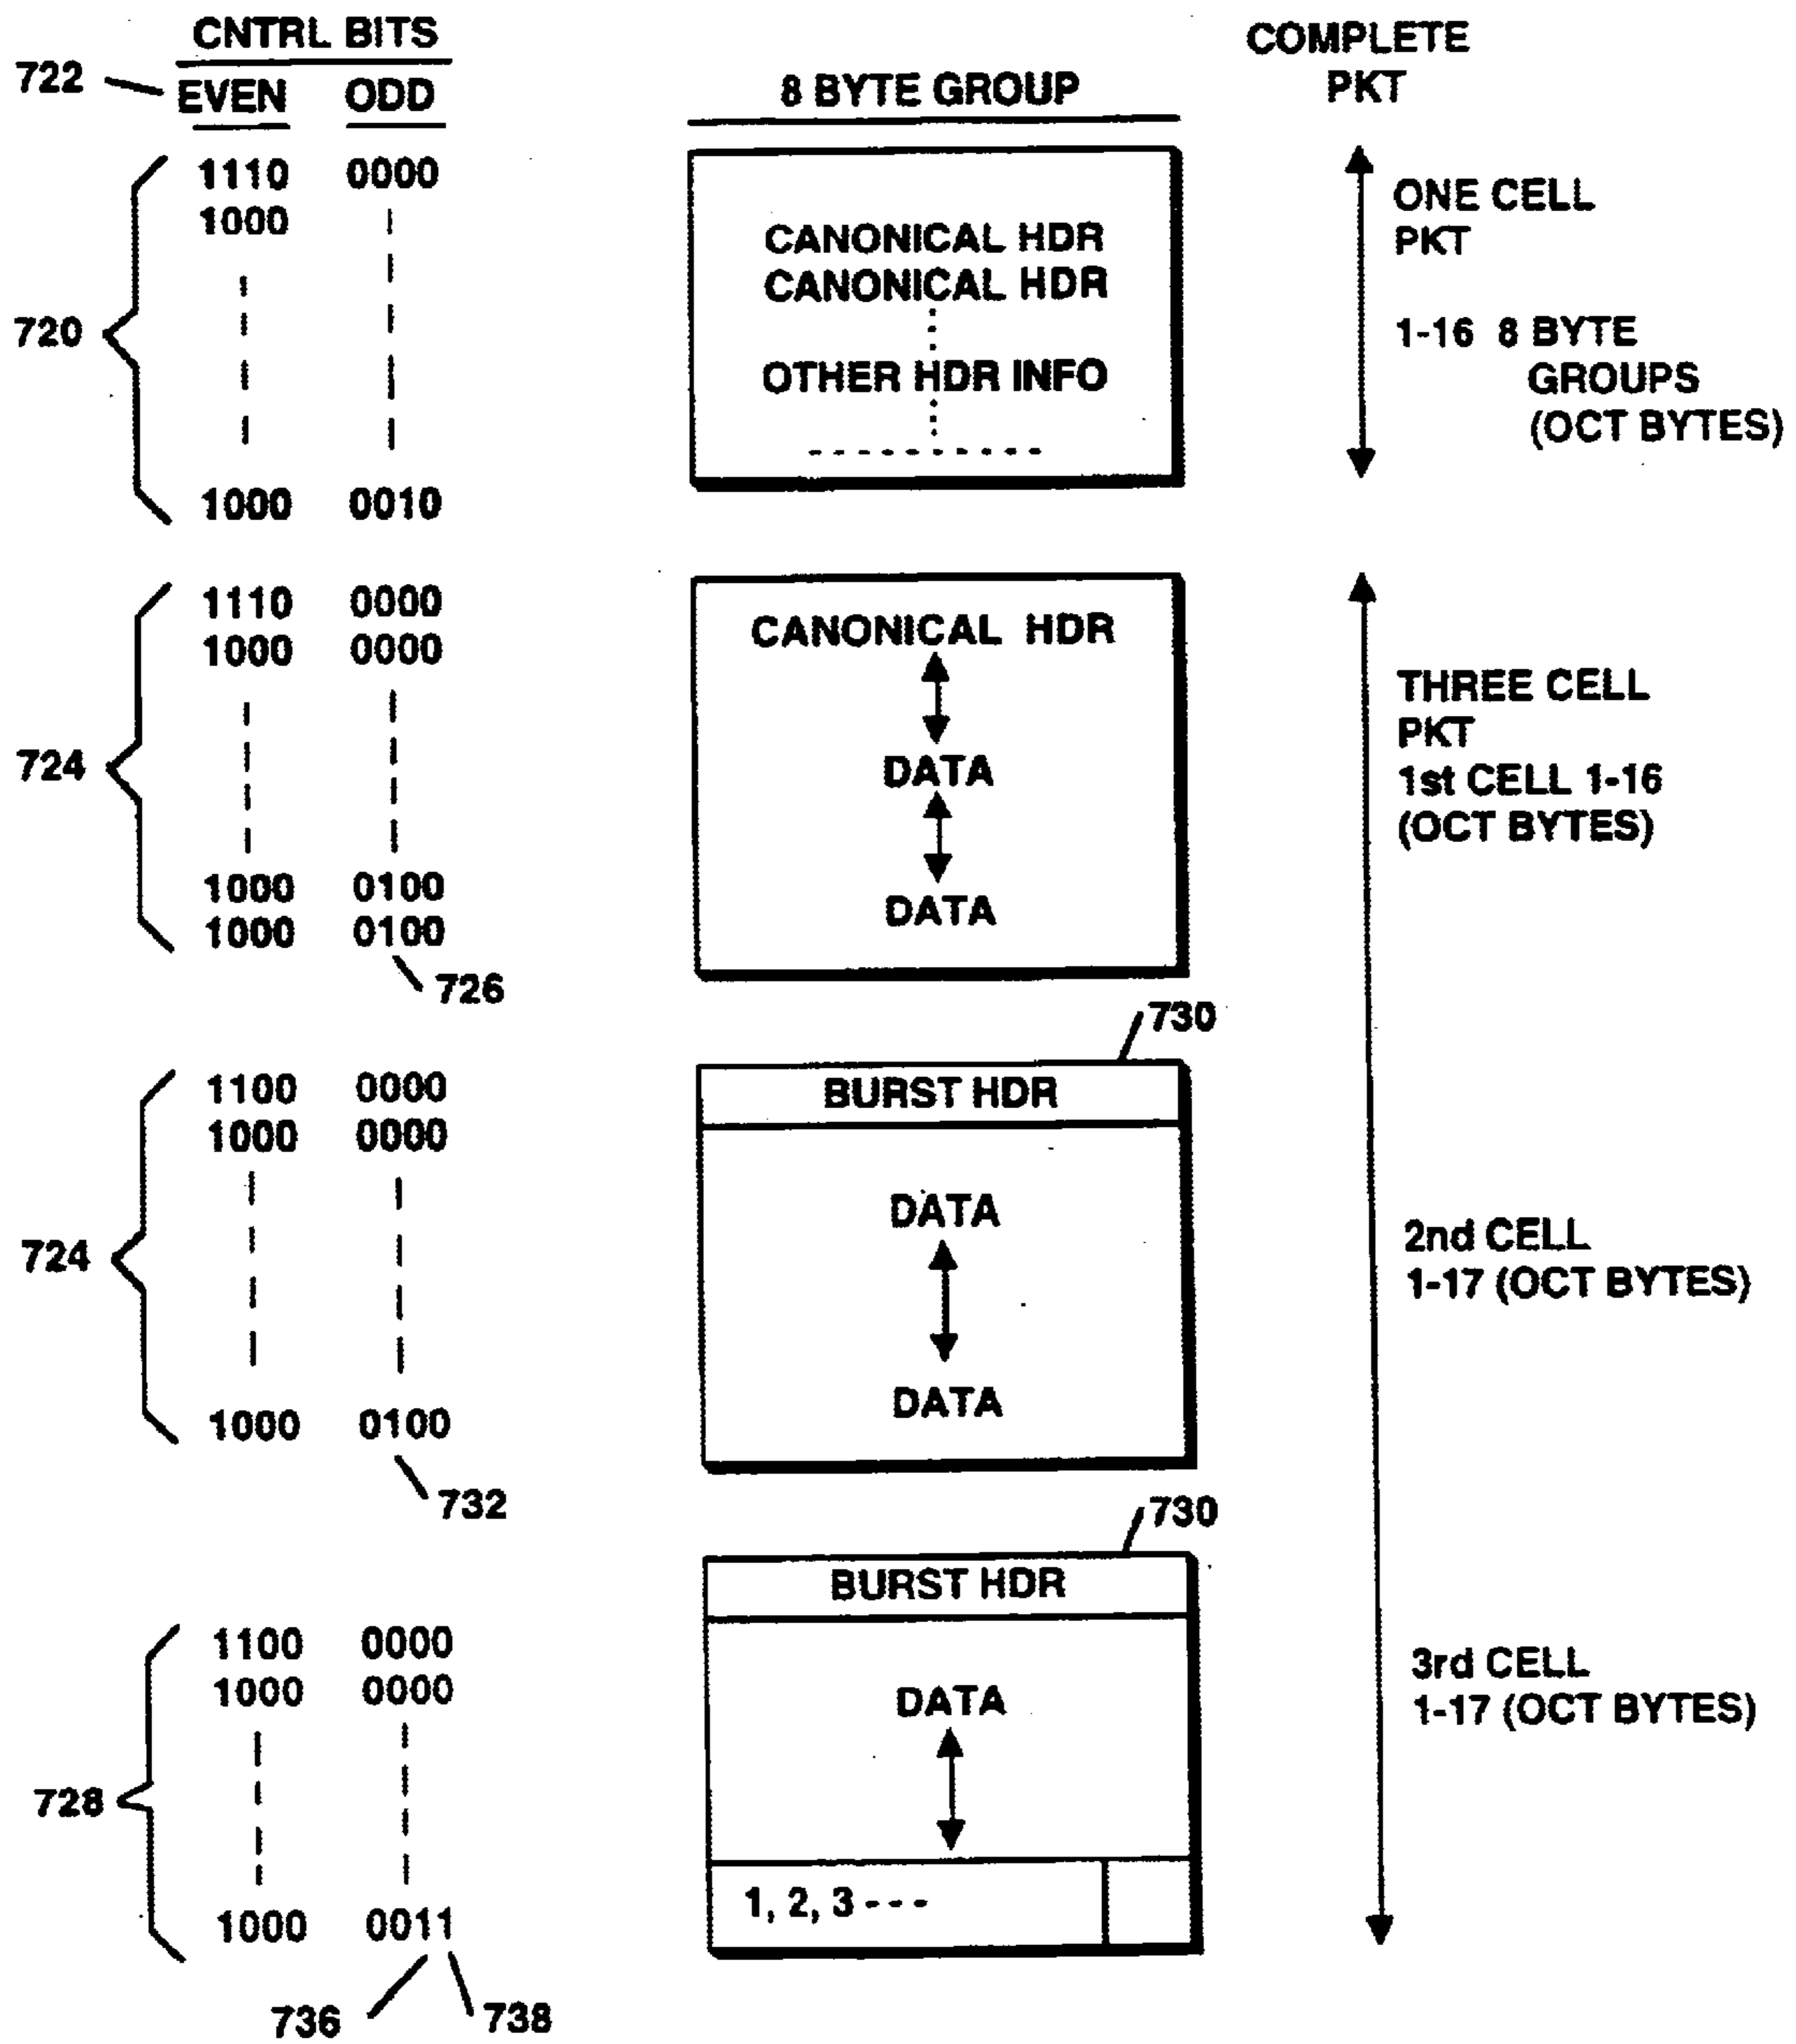 CNTRL BITS
722 EVEN ODD
8 BYTE GROUP
COMPLETE
PKT
720
1110 0000
1000
1000 0010
CANONICAL HDR
CANONICAL HDR
OTHER HDR INFO
ONE CELL
PKT
1-16 8 BYTE
GROUPS
(OCT BYTES)
724
1110 0000
1000 0000
1000 0100
1000 0100
726
CANONICAL HDR
DATA
DATA
THREE CELL
PKT
1st CELL 1-16
(OCT BYTES)
724
1100 0000
1000 0000
1000 0100
732
730
BURST HDR
DATA
DATA
2nd CELL
1-17 (OCT BYTES)
728
1100 0000
1000 0000
1000 0011
736 738
730
BURST HDR
DATA
1, 2, 3 - - -
3rd CELL
1-17 (OCT BYTES)